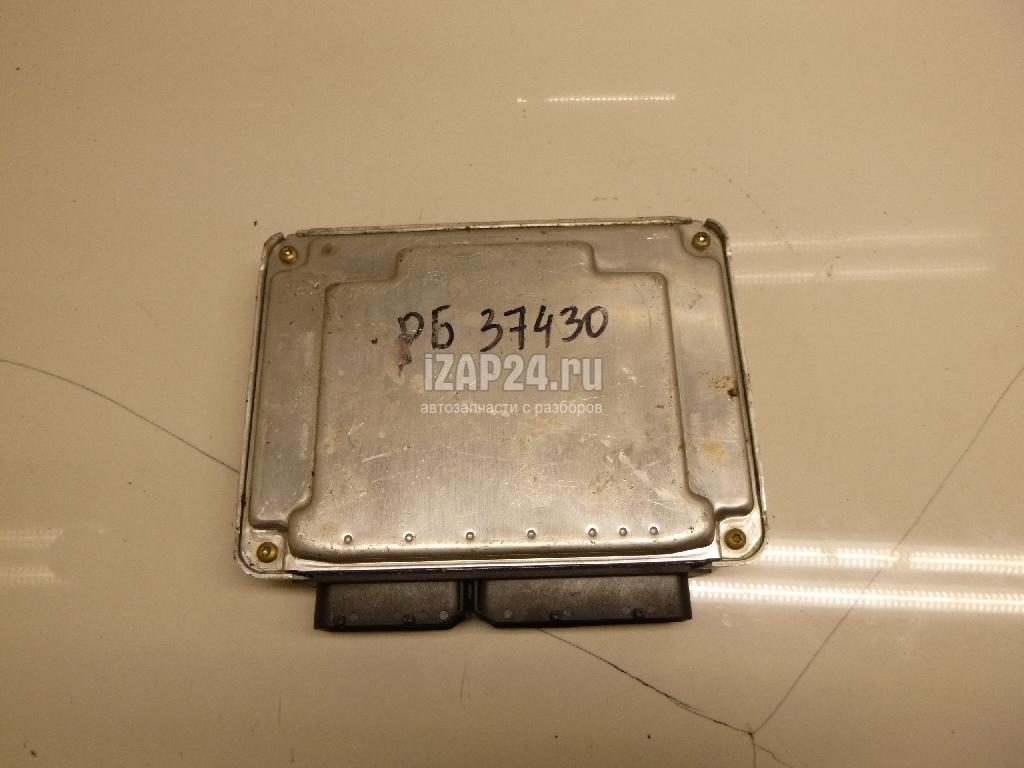 РБ 37430
iZAP24.ru
автозапчасти с разборов